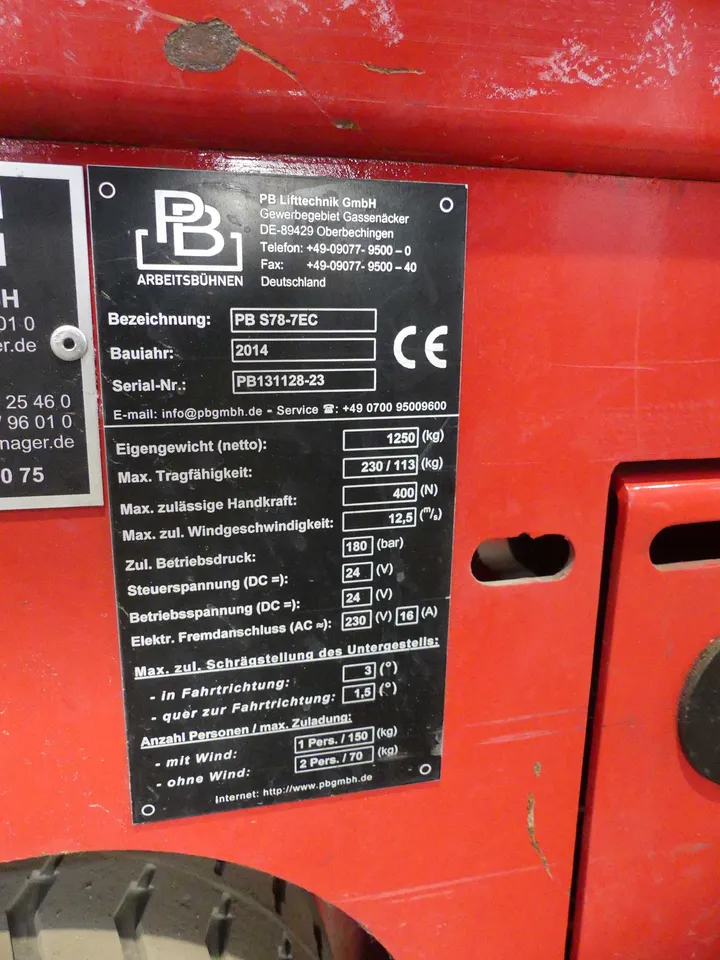 PB
ARBEITSBÜHNEN
PB Lifttechnik GmbH
Gewerbegebiet Gassenäcker
DE-89429 Oberbechingen
Telefon: +49-09077- 9500 – 0
Fax: +49-09077- 9500 – 40
Deutschland
Bezeichnung: PB S78-7EC
Baujahr: 2014
Serial-Nr.: PB131128-23
CE
E-mail: info@pbgmbh.de - Service ☎: +49 0700 95009600
Eigengewicht (netto): 1250 (kg)
Max. Tragfähigkeit: 230 / 113 (kg)
Max. zulässige Handkraft: 400 (N)
Max. zul. Windgeschwindigkeit: 12,5 (m/s)
Zul. Betriebsdruck: 180 (bar)
Steuerspannung (DC =): 24 (V)
Betriebsspannung (DC =): 24 (V)
Elektr. Fremdanschluss (AC ≈): 230 (V) 16 (A)
Max. zul. Schrägstellung des Untergestells:
- in Fahrtrichtung: 3 (°)
- quer zur Fahrtrichtung: 1,5 (°)
Anzahl Personen / max. Zuladung:
- mit Wind: 1 Pers. / 150 (kg)
- ohne Wind: 2 Pers. / 70 (kg)
Internet: http://www.pbgmbh.de
25 46 0
96 01 0
nager.de
0 75